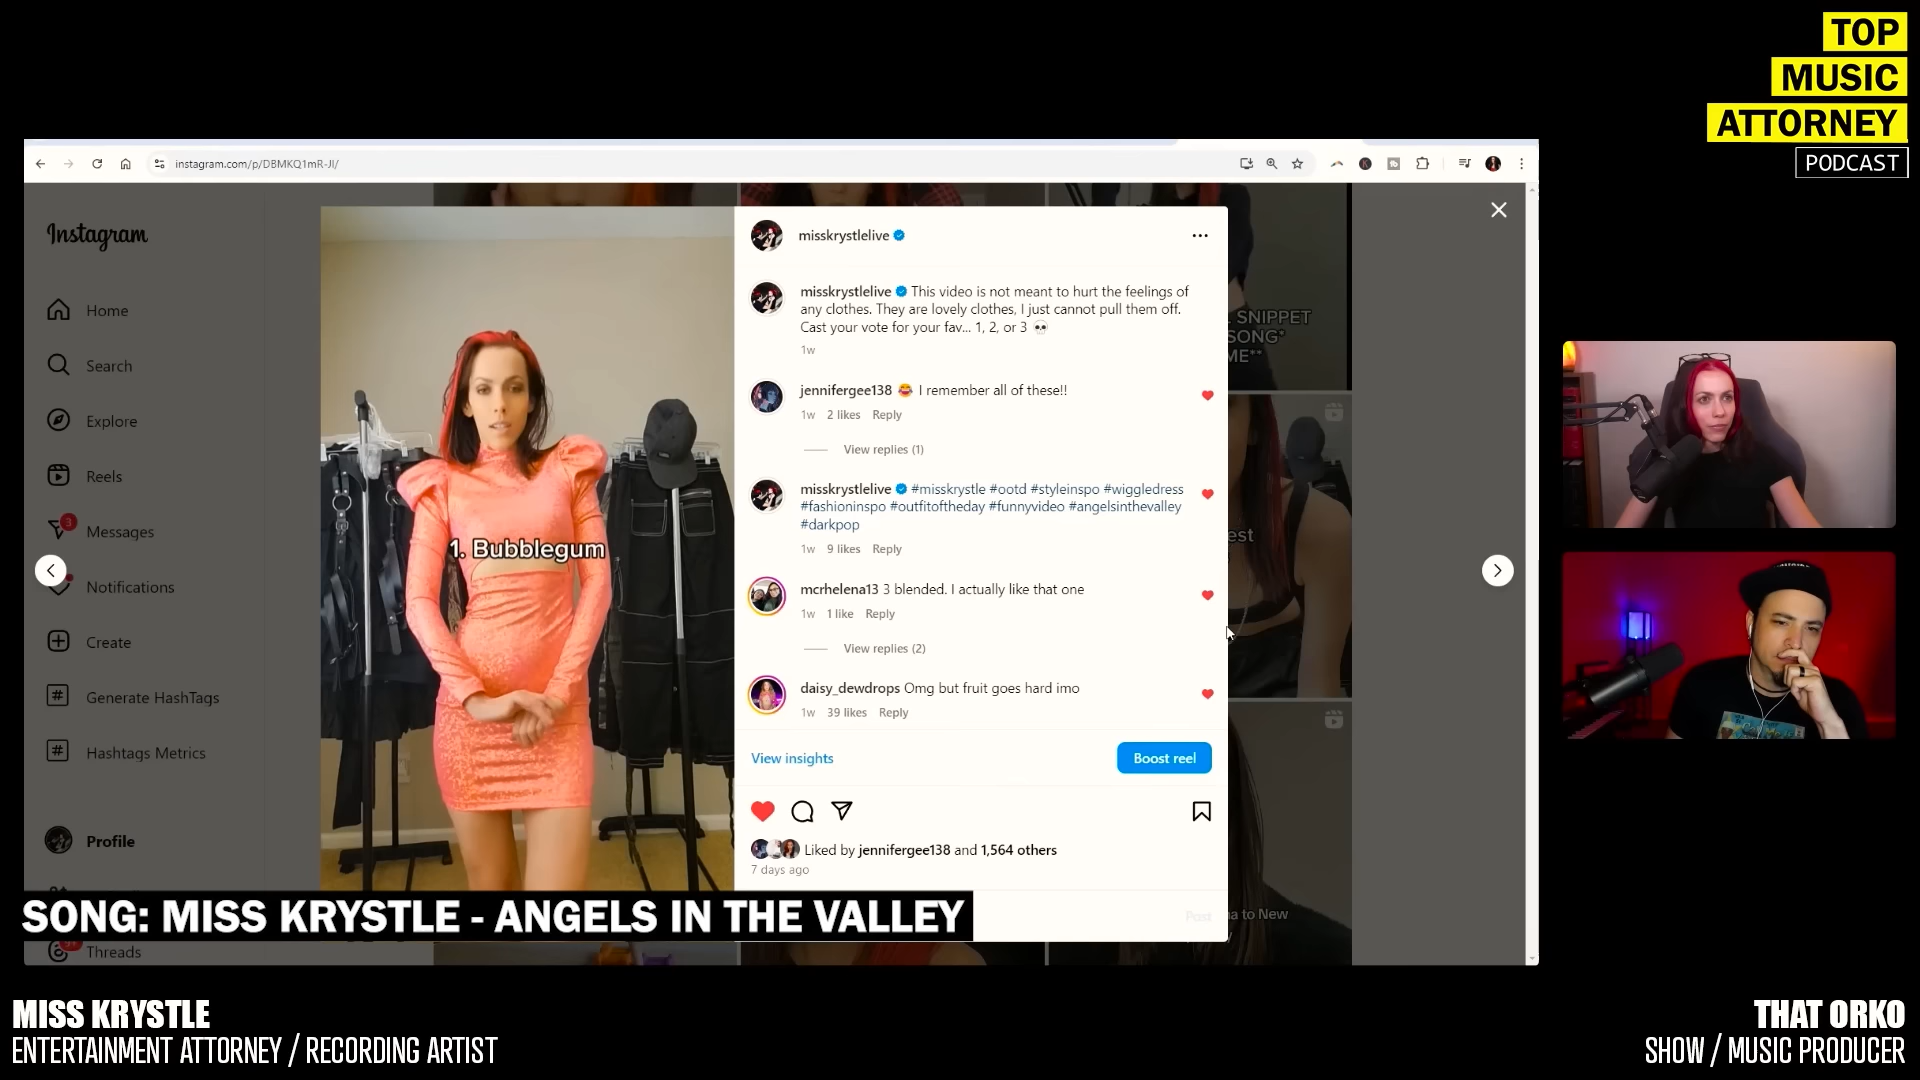 TOP
MUSIC
ATTORNEY
PODCAST
instagram.com/p/DBMKQ1mR-JI/
Instagram
Home
Search
Explore
Reels
3
Messages
Notifications
Create
Generate HashTags
Hashtags Metrics
Profile
Threads
1. Bubblegum
misskrystlelive
misskrystlelive This video is not meant to hurt the feelings of
any clothes. They are lovely clothes, I just cannot pull them off.
Cast your vote for your fav... 1, 2, or 3 💀
1w
jennifergee138 😂 I remember all of these!!
1w 2 likes Reply
View replies (1)
misskrystlelive #misskrystle #ootd #styleinspo #wiggledress
#fashioninspo #outfitoftheday #funnyvideo #angelsinthevalley
#darkpop
1w 9 likes Reply
mcrhelena13 3 blended. I actually like that one
1w 1 like Reply
View replies (2)
daisy_dewdrops Omg but fruit goes hard imo
1w 39 likes Reply
View insights
Boost reel
Liked by jennifergee138 and 1,564 others
7 days ago
Post
SNIPPET
SONG*
ME**
est
a to New
SONG: MISS KRYSTLE - ANGELS IN THE VALLEY
MISS KRYSTLE
ENTERTAINMENT ATTORNEY / RECORDING ARTIST
THAT ORKO
SHOW / MUSIC PRODUCER